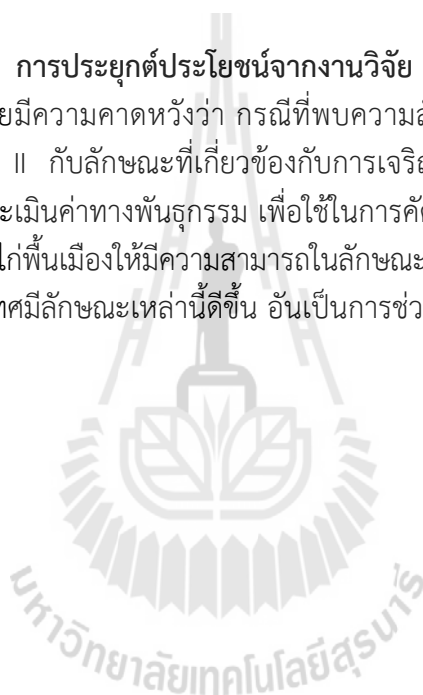 การประยุกต์ประโยชน์จากงานวิจัย
ยมีความคาดหวังว่า กรณีที่พบความสั
II กับลักษณะที่เกี่ยวข้องกับการเจริญ
ะเมินค่าทางพันธุกรรม เพื่อใช้ในการคัด
ไก่พื้นเมืองให้มีความสามารถในลักษณะ
ทศมีลักษณะเหล่านี้ดีขึ้น อันเป็นการช่ว
มหาวิทยาลัยเทคโนโลยีสุรนารี